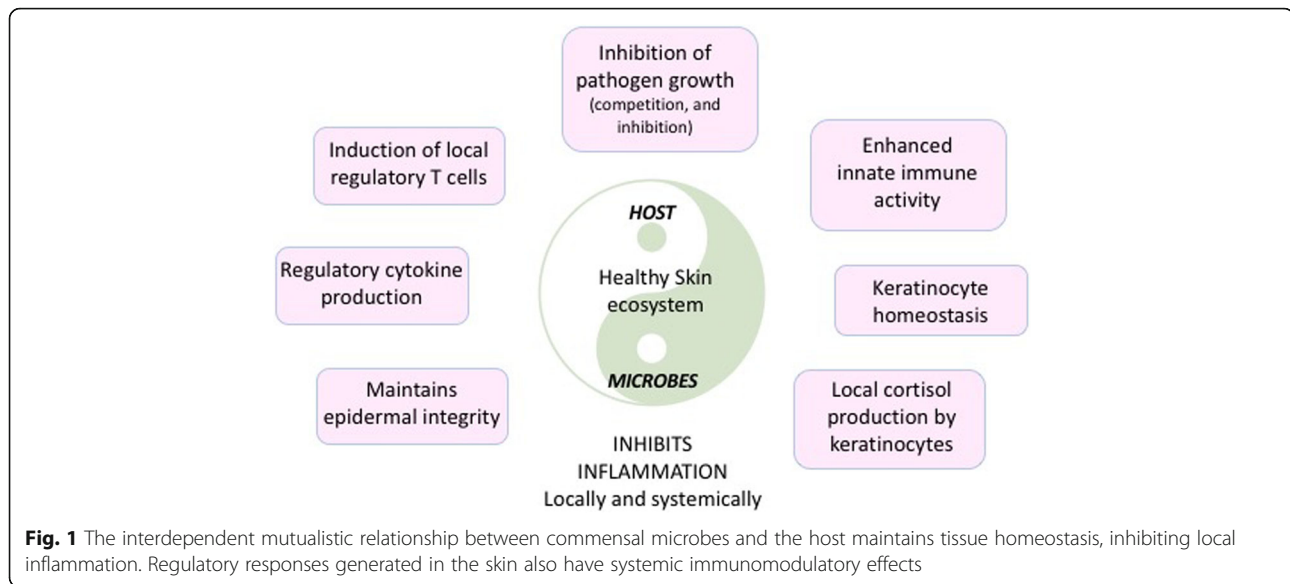 Inhibition of
pathogen growth
(competition, and
inhibition)
Induction of local
regulatory T cells
Enhanced
innate immune
activity
HOST
Regulatory cytokine
production
Healthy Skin
ecosystem
Keratinocyte
homeostasis
MICROBES
Maintains
epidermal integrity
Local cortisol
production by
keratinocytes
INHIBITS
INFLAMMATION
Locally and systemically
Fig. 1 The interdependent mutualistic relationship between commensal microbes and the host maintains tissue homeostasis, inhibiting local
inflammation. Regulatory responses generated in the skin also have systemic immunomodulatory effects